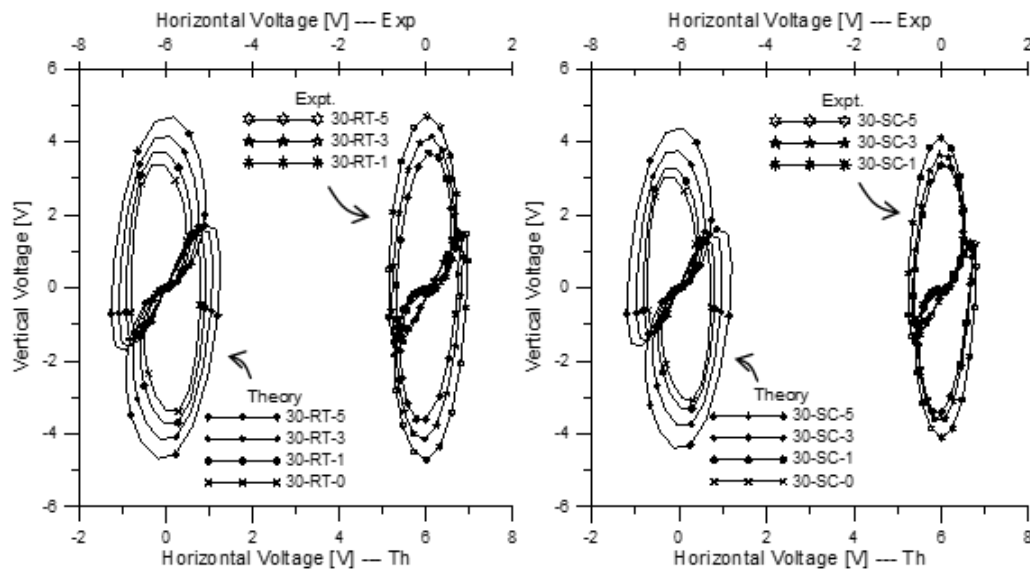 Horizontal Voltage [V] --- Exp
-8 -6 -4 -2 0 2
6
4
2
0
-2
-4
-6
Vertical Voltage [V]
Expt.
30-RT-5
30-RT-3
30-RT-1
Theory
30-RT-5
30-RT-3
30-RT-1
30-RT-0
-2 0 2 4 6 8
Horizontal Voltage [V] --- Th
Horizontal Voltage [V] --- Exp
-8 -6 -4 -2 0 2
6
4
2
0
-2
-4
-6
Vertical Voltage [V]
Expt.
30-SC-5
30-SC-3
30-SC-1
Theory
30-SC-5
30-SC-3
30-SC-1
30-SC-0
-2 0 2 4 6 8
Horizontal Voltage [V] --- Th